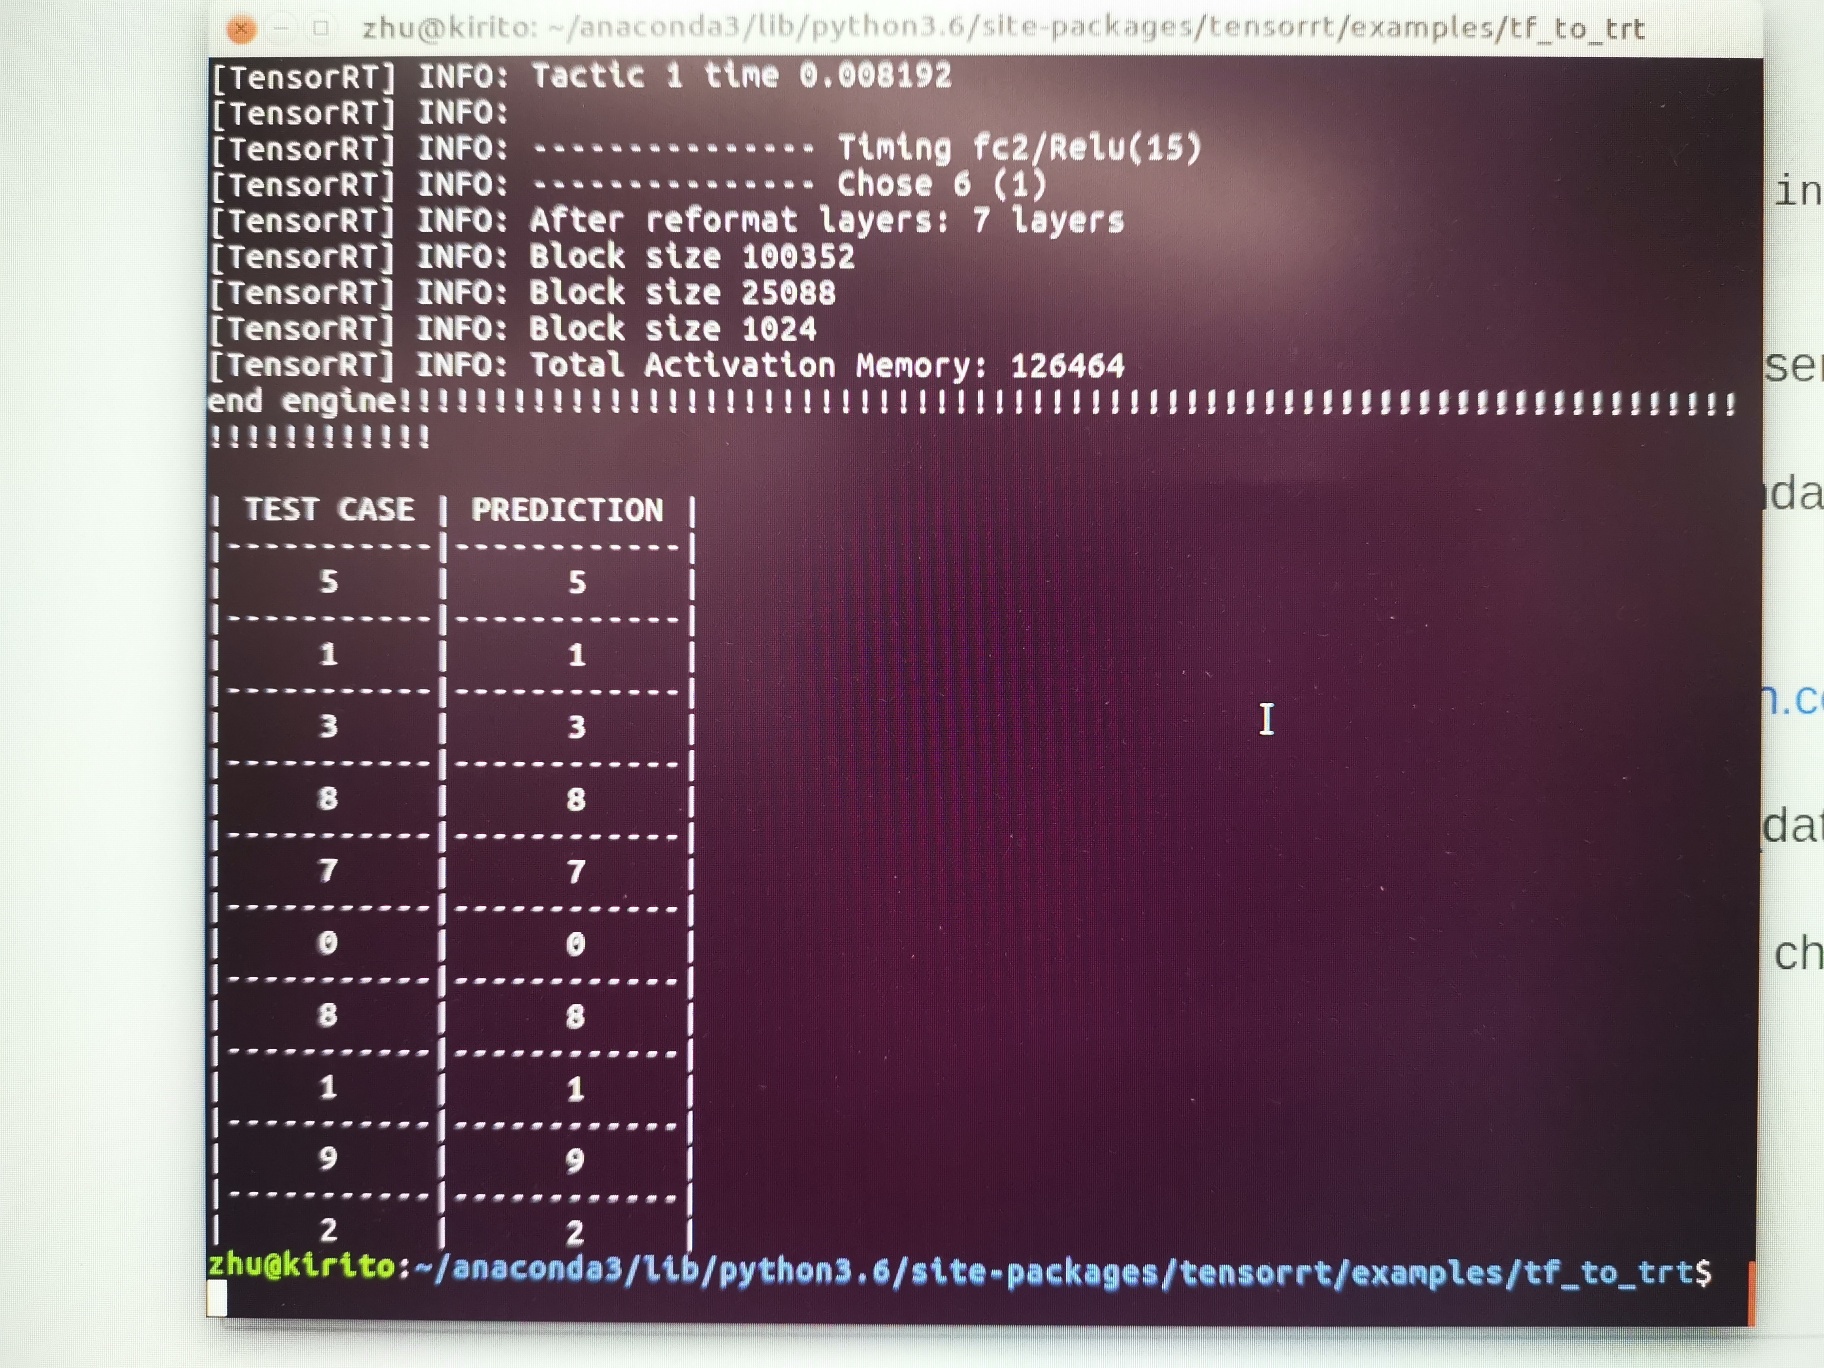 zhu@kirito: ~/anaconda3/lib/python3.6/site-packages/tensorrt/examples/tf_to_trt
[TensorRT] INFO: Tactic 1 time 0.008192
[TensorRT] INFO:
[TensorRT] INFO: --------------- Timing fc2/Relu(15)
[TensorRT] INFO: --------------- Chose 6 (1)
[TensorRT] INFO: After reformat layers: 7 layers
[TensorRT] INFO: Block size 100352
[TensorRT] INFO: Block size 25088
[TensorRT] INFO: Block size 1024
[TensorRT] INFO: Total Activation Memory: 126464
end engine!!!!!!!!!!!!!!!!!!!!!!!!!!!!!!!!!!!!!!!!!!!!!!!!!!!!!!!!!!!!!!!!!!!!!!
!!!!!!!!!!!!
| TEST CASE | PREDICTION |
|-----------|------------|
| 5 | 5 |
|-----------|------------|
| 1 | 1 |
|-----------|------------|
| 3 | 3 |
|-----------|------------|
| 8 | 8 |
|-----------|------------|
| 7 | 7 |
|-----------|------------|
| 0 | 0 |
|-----------|------------|
| 8 | 8 |
|-----------|------------|
| 1 | 1 |
|-----------|------------|
| 9 | 9 |
|-----------|------------|
| 2 | 2 |
zhu@kirito:~/anaconda3/lib/python3.6/site-packages/tensorrt/examples/tf_to_trt$